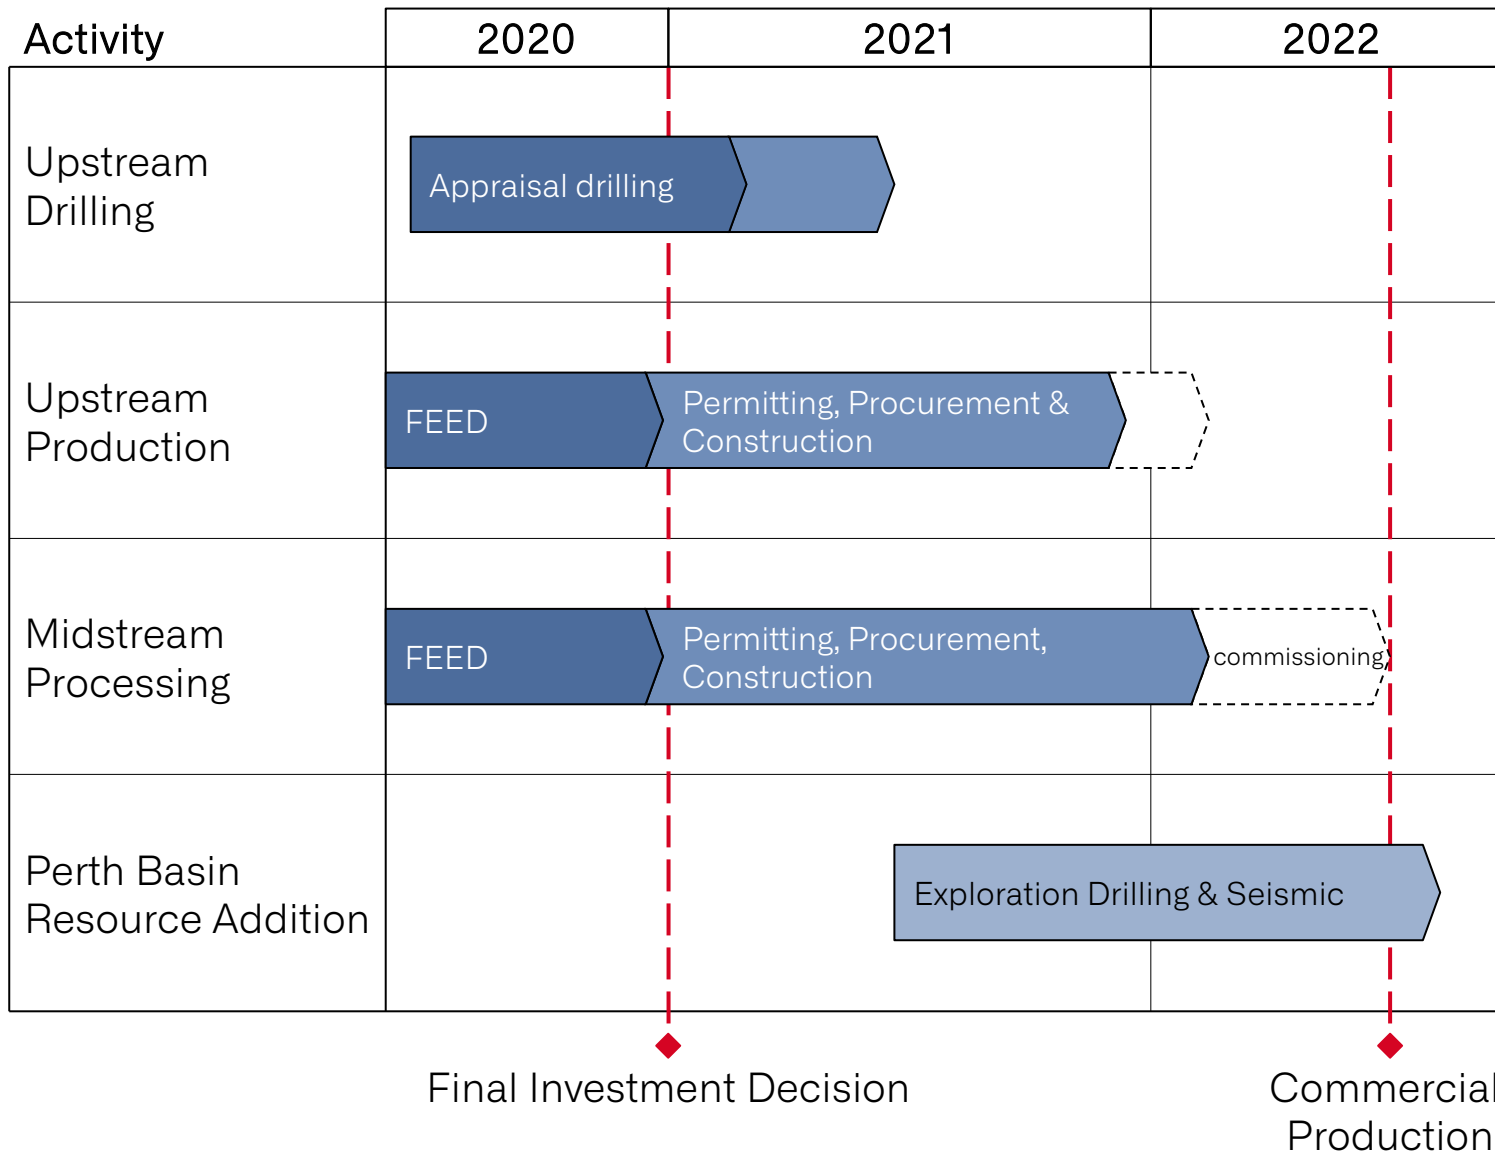 Activity 2020 2021 2022
Upstream
Drilling
Appraisal drilling
Upstream
Production
FEED
Permitting, Procurement &
Construction
Midstream
Processing
FEED
Permitting, Procurement,
Construction
commissioning
Perth Basin
Resource Addition
Exploration Drilling & Seismic
Final Investment Decision
Commercial
Production